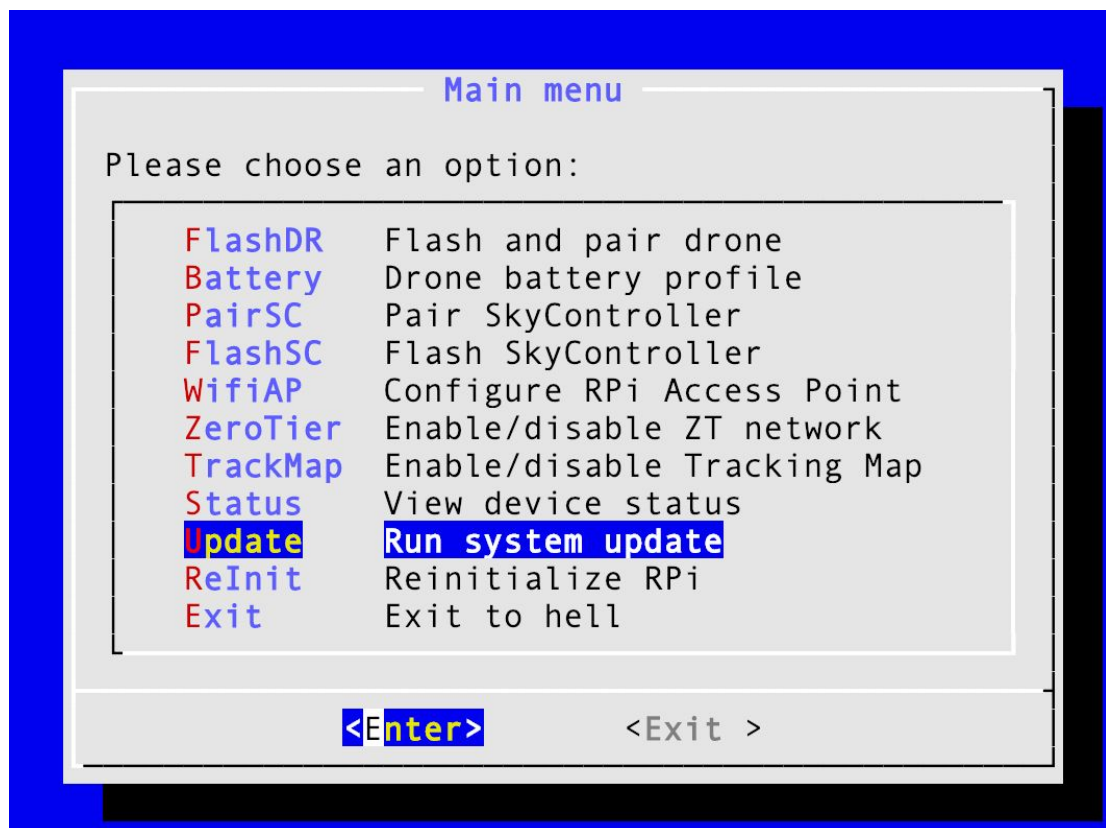 Main menu
Please choose an option:
FlashDR Flash and pair drone
Battery Drone battery profile
PairSC Pair SkyController
FlashSC Flash SkyController
WifiAP Configure RPi Access Point
ZeroTier Enable/disable ZT network
TrackMap Enable/disable Tracking Map
Status View device status
Update Run system update
ReInit Reinitialize RPi
Exit Exit to hell
<Enter> <Exit >